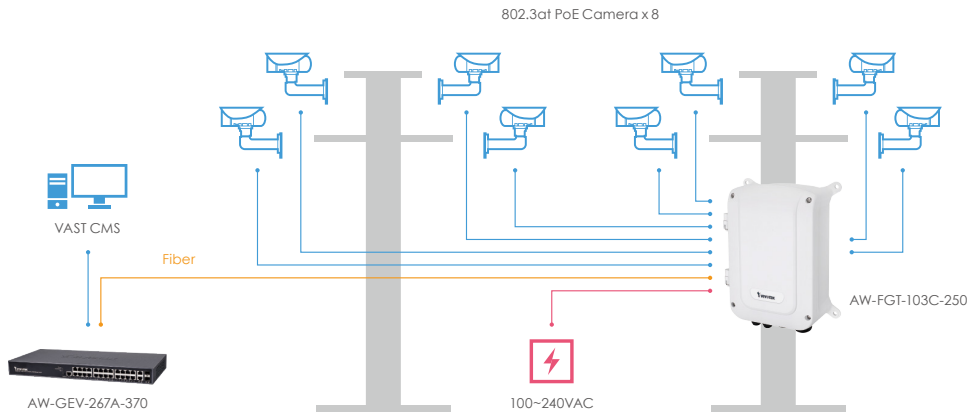 802.3at PoE Camera x 8
VAST CMS
Fiber
AW-FGT-103C-250
AW-GEV-267A-370
100~240VAC